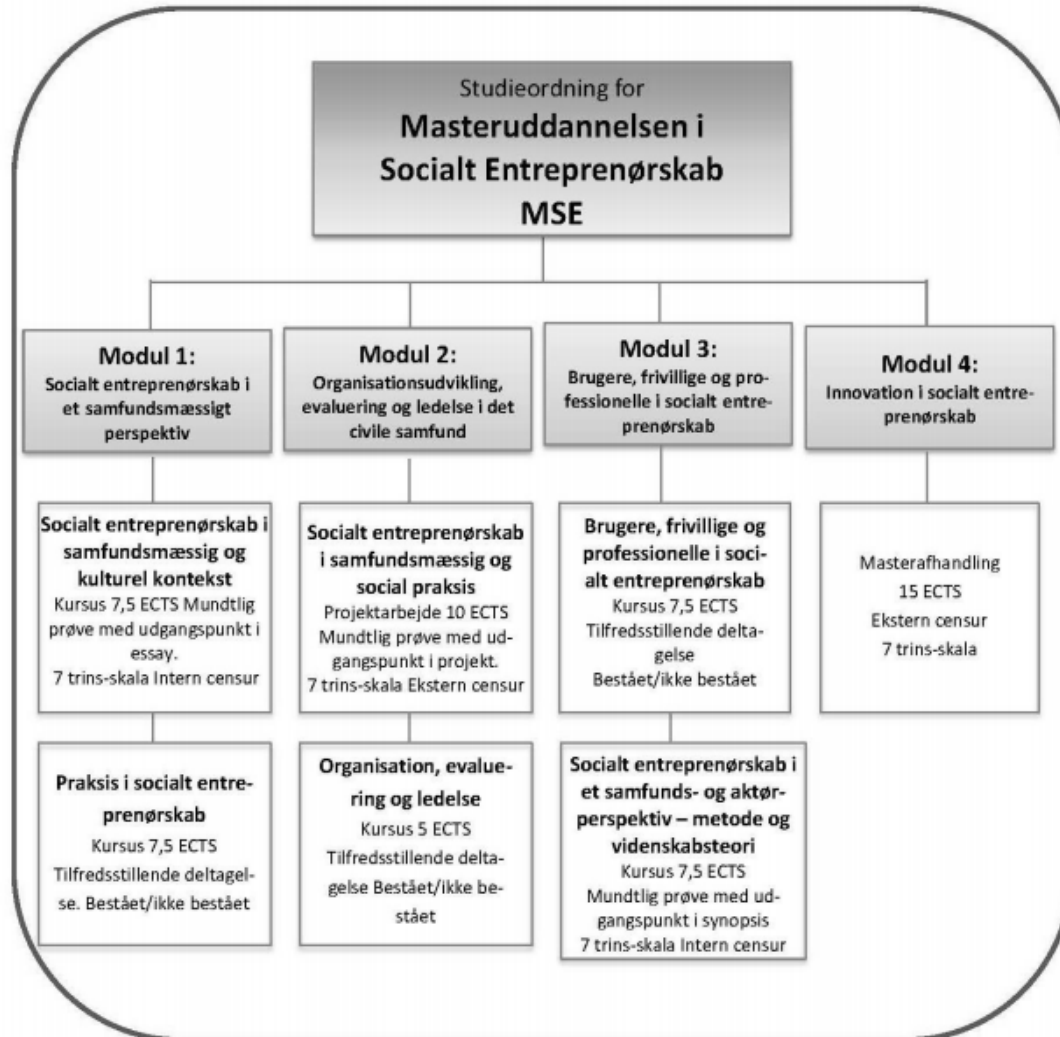 Studieordning for
Masteruddannelsen i
Socialt Entreprenørskab
MSE
Modul 1:
Socialt entreprenørskab i
et samfundsmæssigt
perspektiv
Modul 2:
Organisationsudvikling,
evaluering og ledelse i det
civile samfund
Modul 3:
Brugere, frivillige og pro-
fessionelle i socialt entre-
prenørskab
Modul 4:
Innovation i socialt entre-
prenørskab
Socialt entreprenørskab i
samfundsmæssig og
kulturel kontekst
Kursus 7,5 ECTS Mundtlig
prøve med udgangspunkt i
essay.
7 trins-skala Intern censur
Socialt entreprenørskab
i samfundsmæssig og
social praksis
Projektarbejde 10 ECTS
Mundtlig prøve med ud-
gangspunkt i projekt.
7 trins-skala Ekstern censur
Brugere, frivillige og
professionelle i soci-
alt entreprenørskab
Kursus 7,5 ECTS
Tilfredsstillende delta-
gelse
Bestået/ikke bestået
Masterafhandling
15 ECTS
Ekstern censur
7 trins-skala
Praksis i socialt entre-
prenørskab
Kursus 7,5 ECTS
Tilfredsstillende deltagel-
se. Bestået/ikke bestået
Organisation, evalue-
ring og ledelse
Kursus 5 ECTS
Tilfredsstillende delta-
gelse Bestået/ikke be-
stået
Socialt entreprenørskab i
et samfunds- og aktør-
perspektiv – metode og
videnskabsteori
Kursus 7,5 ECTS
Mundtlig prøve med ud-
gangspunkt i synopsis
7 trins-skala Intern censur